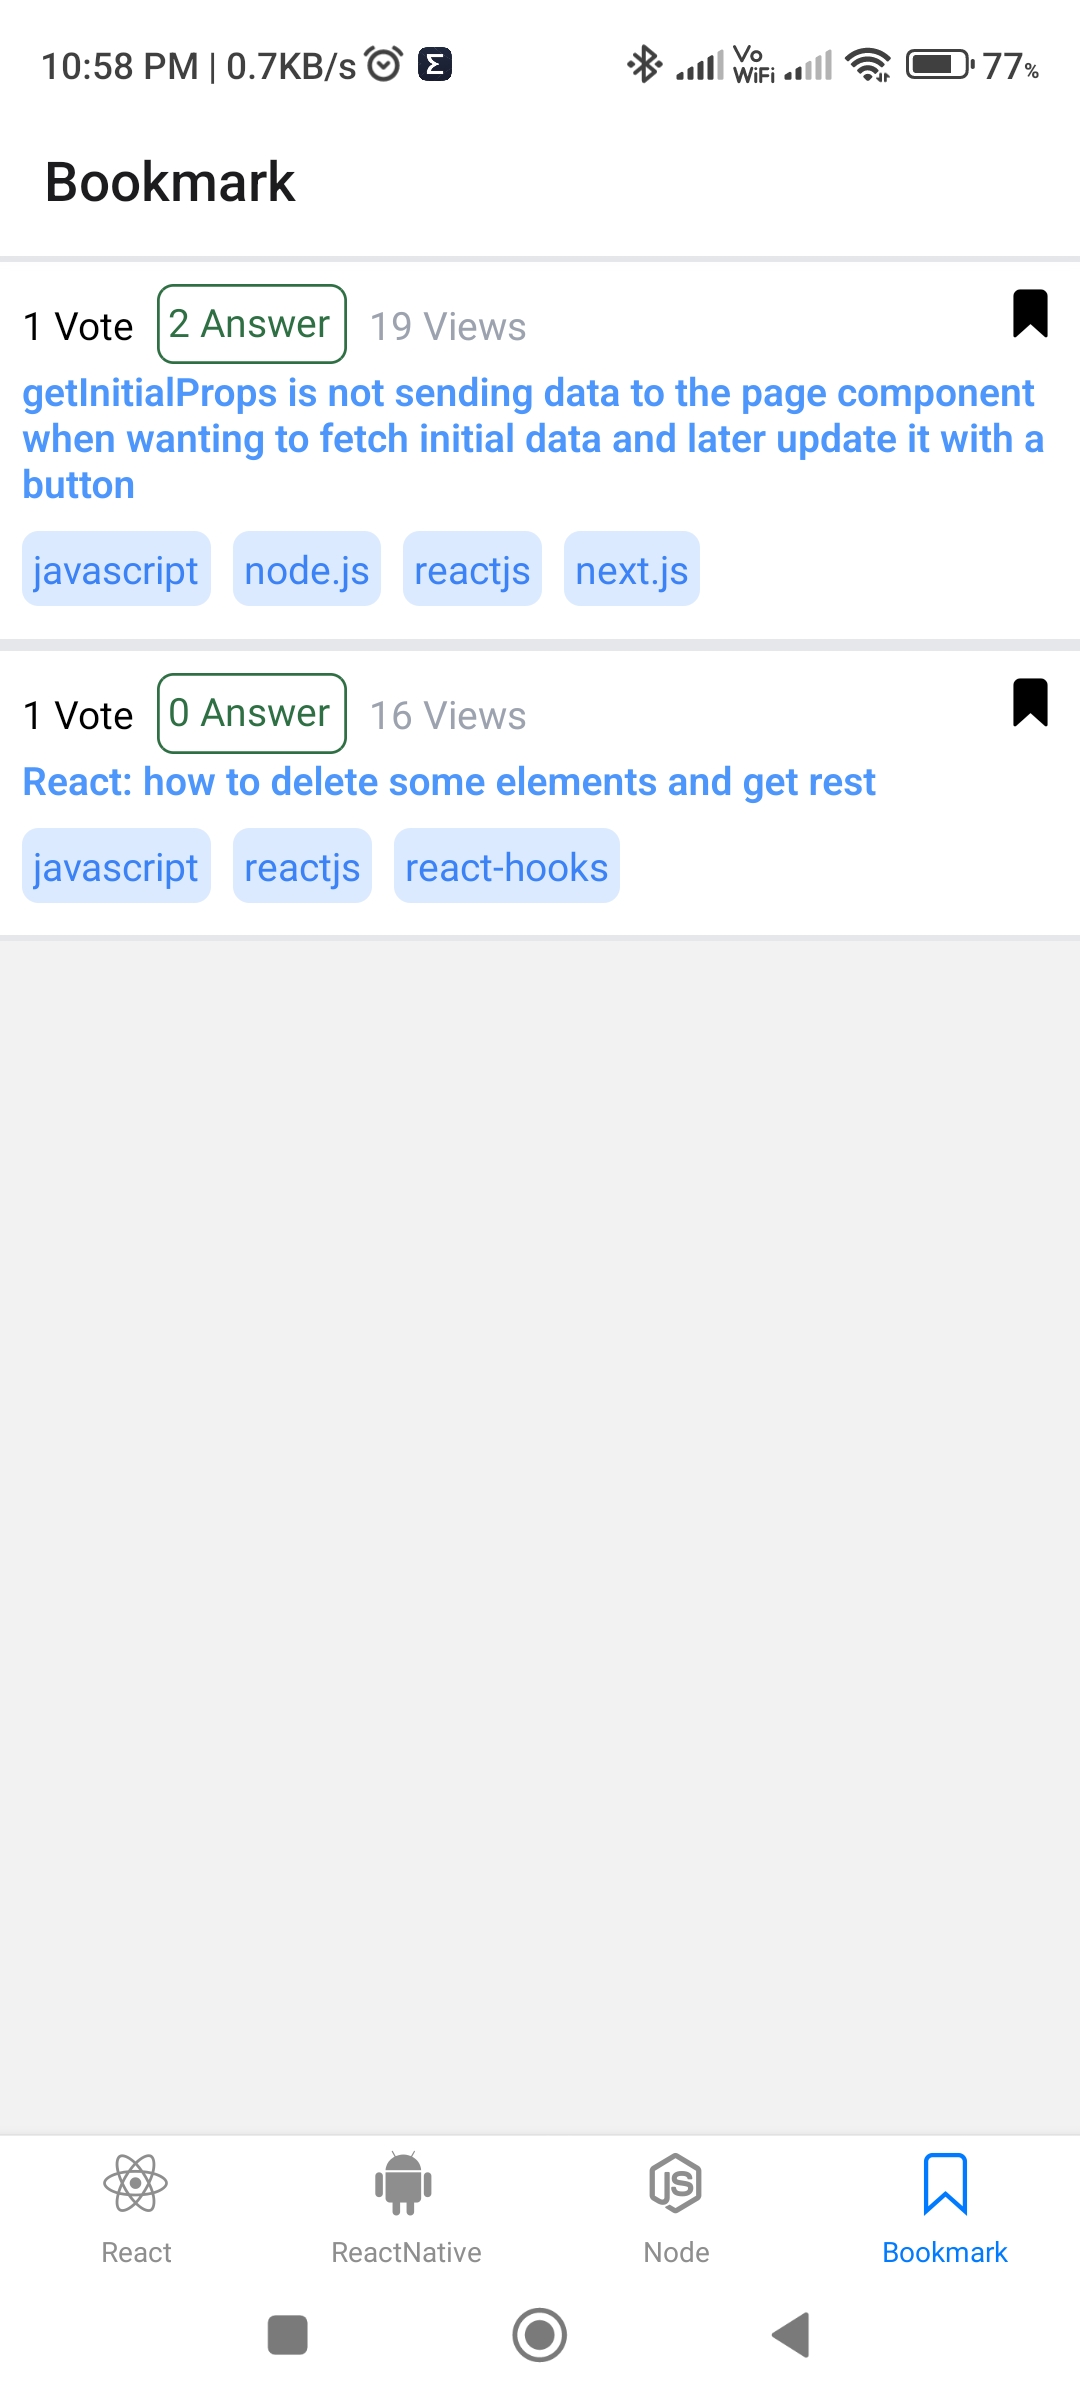 10:58 PM | 0.7KB/s Σ Vo WiFi 77%
Bookmark
1 Vote 2 Answer 19 Views
getInitialProps is not sending data to the page component
when wanting to fetch initial data and later update it with a
button
javascript node.js reactjs next.js
1 Vote 0 Answer 16 Views
React: how to delete some elements and get rest
javascript reactjs react-hooks
JS
React ReactNative Node Bookmark